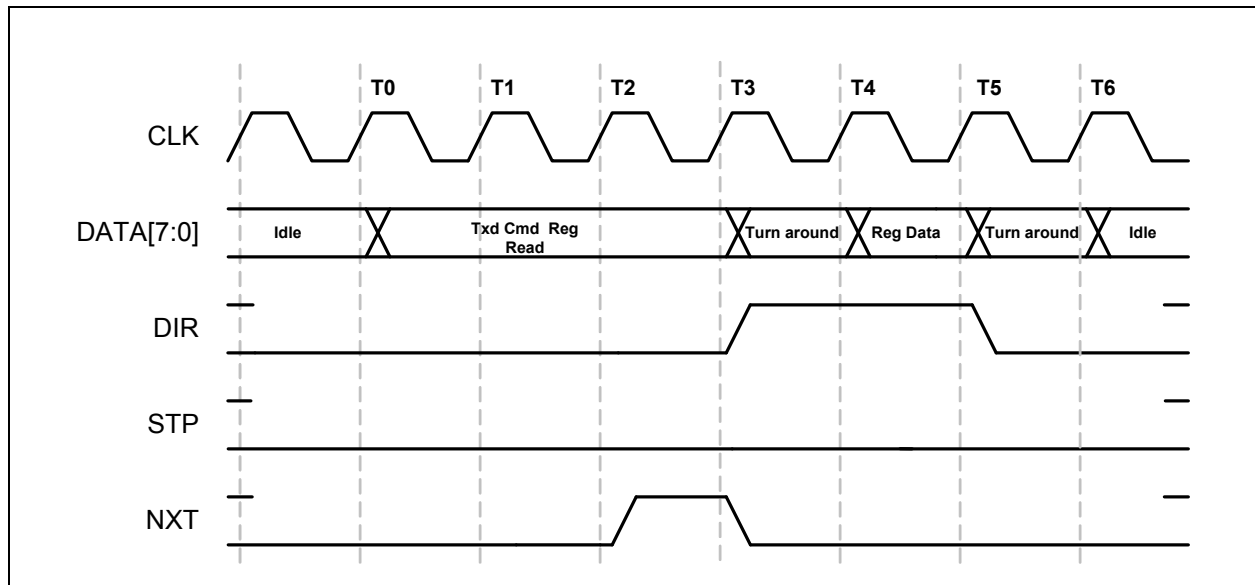 T0 T1 T2 T3 T4 T5 T6
CLK
DATA[7:0]
Idle
Txd Cmd Reg
Read
Turn around
Reg Data
Turn around
Idle
DIR
STP
NXT